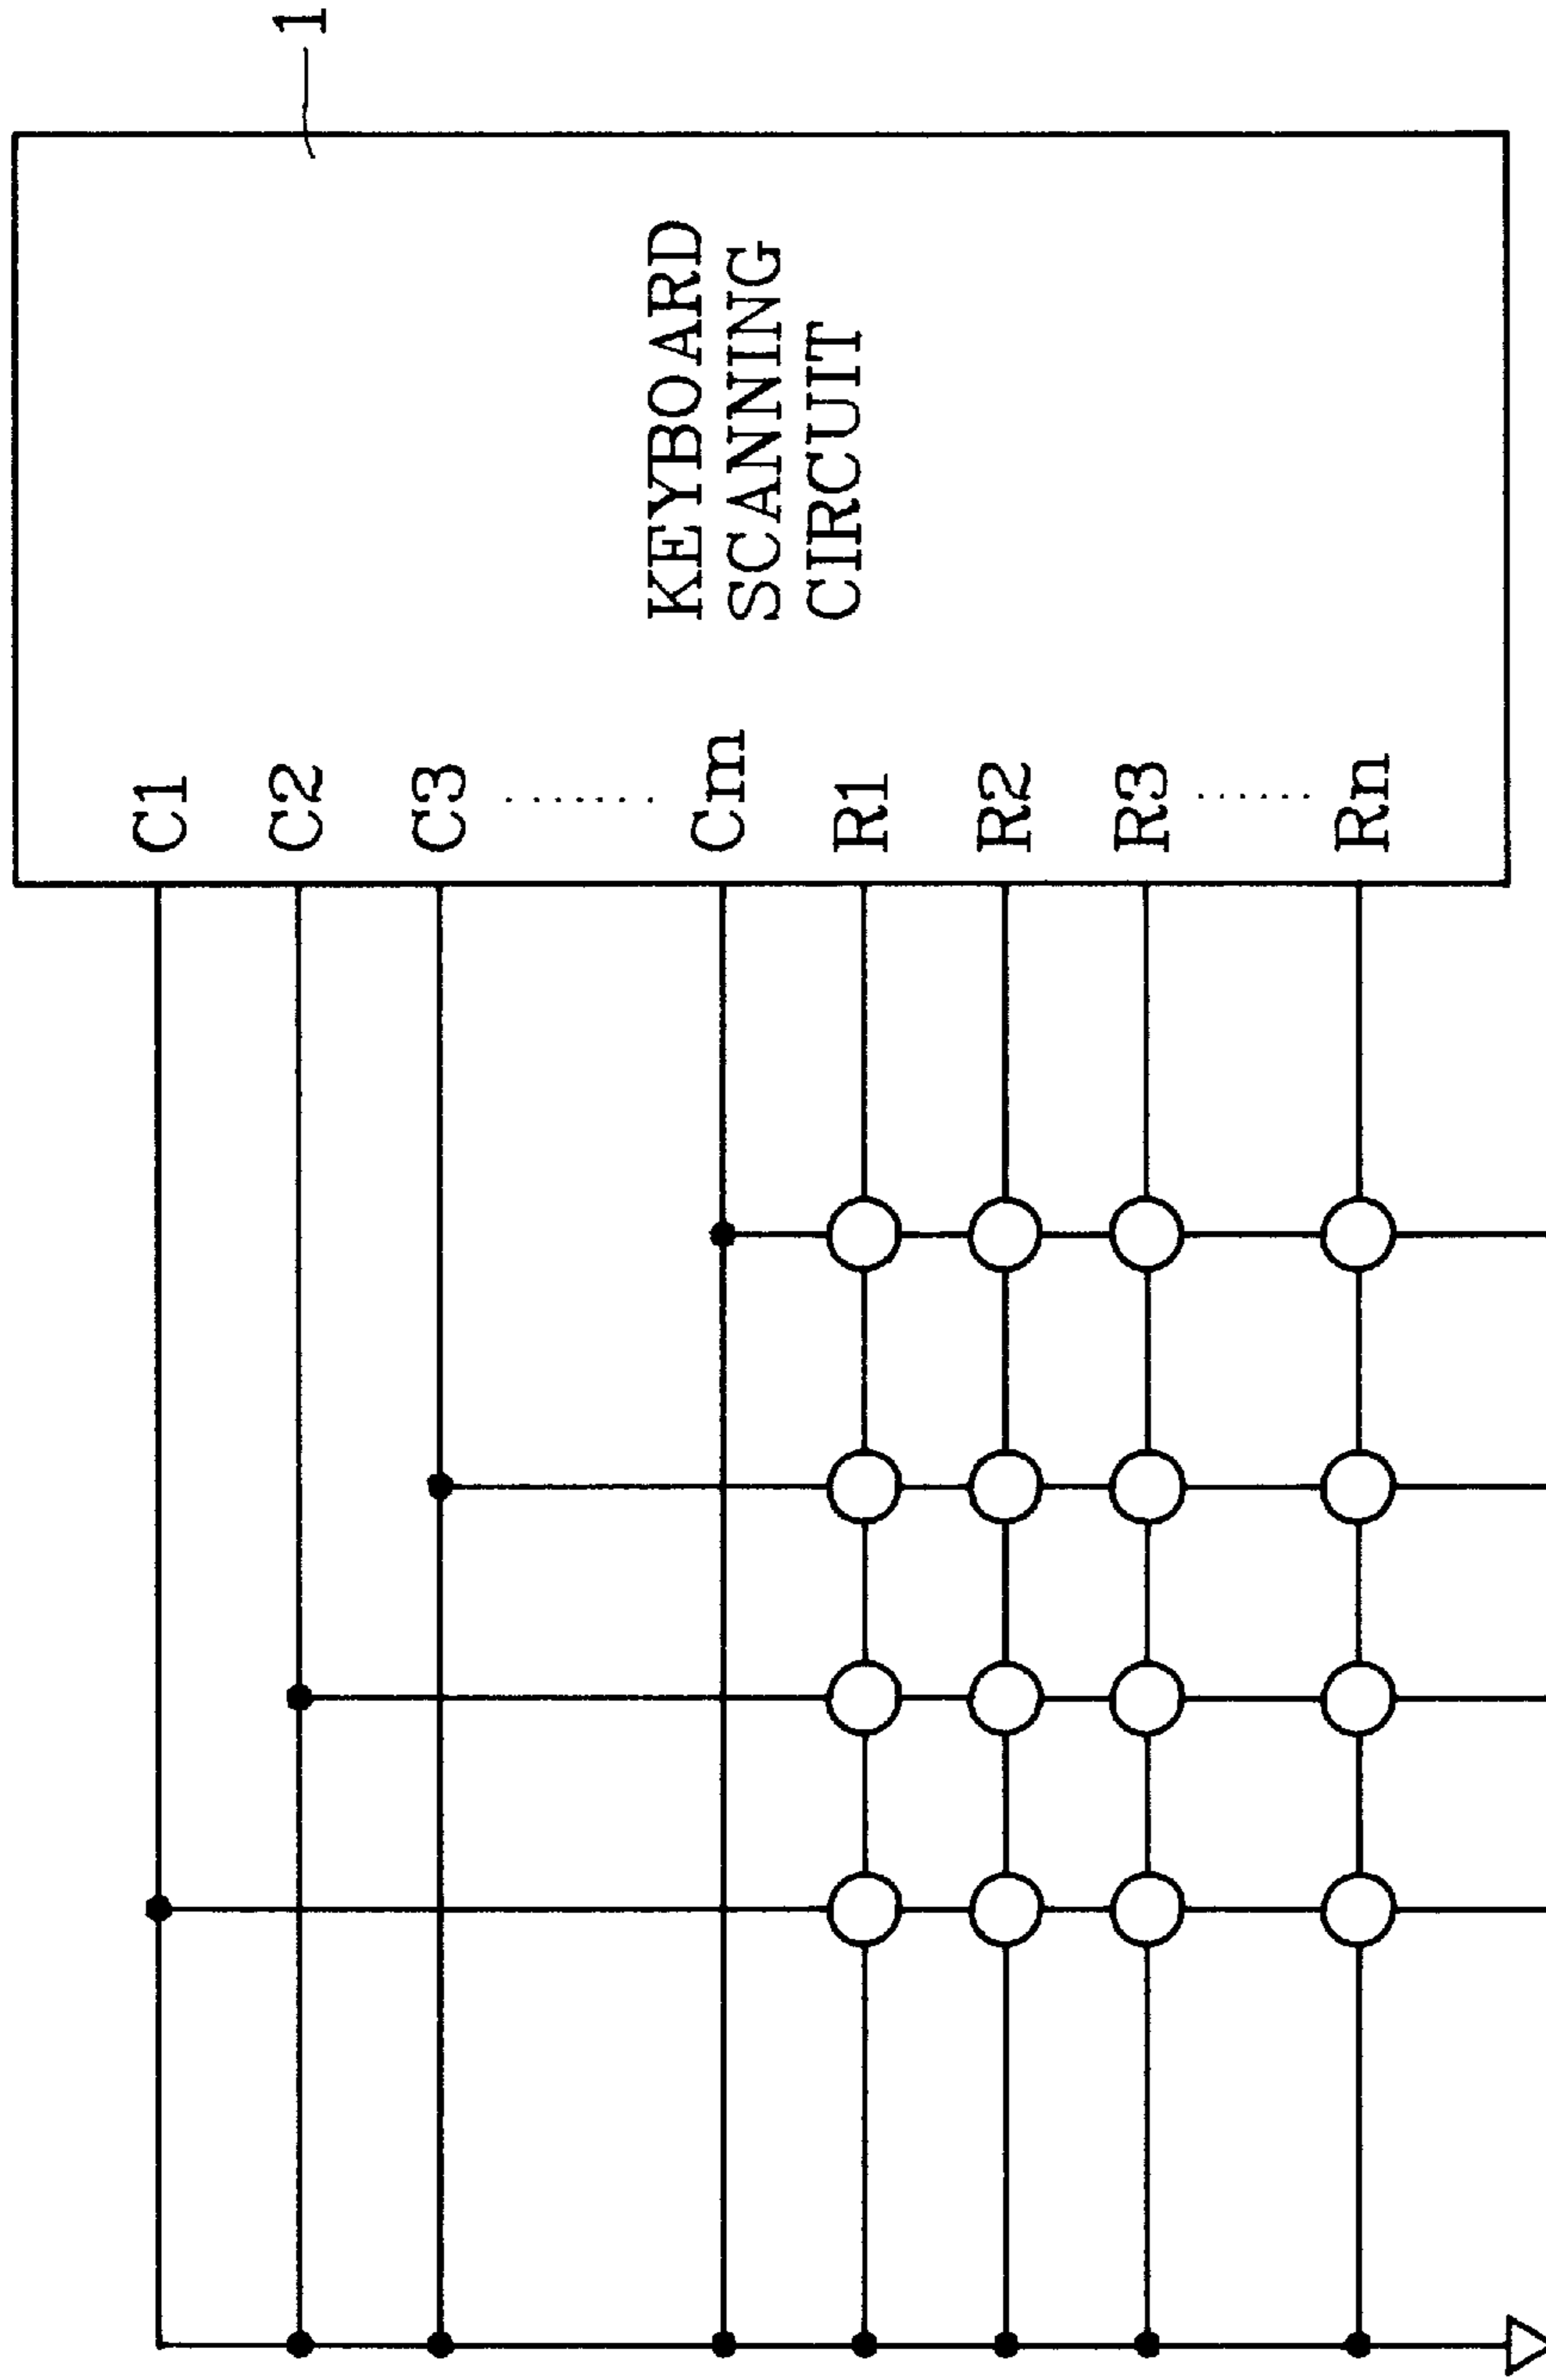 1
KEYBOARD
SCANNING
CIRCUIT
C1
C2
C3
.......
Cm
R1
R2
R3
......
Rn